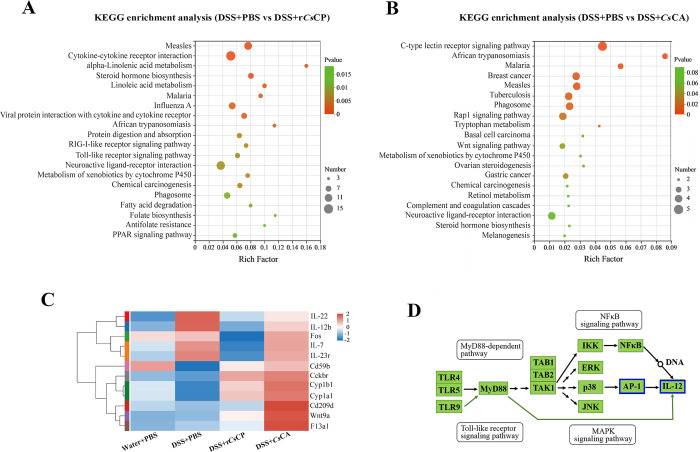 A
KEGG enrichment analysis (DSS+PBS vs DSS+rCsCP)
Measles
Cytokine-cytokine receptor interaction
alpha-Linolenic acid metabolism
Steroid hormone biosynthesis
Linoleic acid metabolism
Malaria
Influenza A
Viral protein interaction with cytokine and cytokine receptor
African trypanosomiasis
Protein digestion and absorption
RIG-I-like receptor signaling pathway
Toll-like receptor signaling pathway
Neuroactive ligand-receptor interaction
Metabolism of xenobiotics by cytochrome P450
Chemical carcinogenesis
Phagosome
Fatty acid degradation
Folate biosynthesis
Antifolate resistance
PPAR signaling pathway
0 0.02 0.04 0.06 0.08 0.1 0.12 0.14 0.16 0.18
Rich Factor
Pvalue
0.015
0.01
0.005
0
Number
3
7
11
15
B
KEGG enrichment analysis (DSS+PBS vs DSS+CsCA)
C-type lectin receptor signaling pathway
African trypanosomiasis
Malaria
Breast cancer
Measles
Tuberculosis
Phagosome
Rap1 signaling pathway
Tryptophan metabolism
Basal cell carcinoma
Wnt signaling pathway
Metabolism of xenobiotics by cytochrome P450
Ovarian steroidogenesis
Gastric cancer
Chemical carcinogenesis
Retinol metabolism
Complement and coagulation cascades
Neuroactive ligand-receptor interaction
Steroid hormone biosynthesis
Melanogenesis
0 0.01 0.02 0.03 0.04 0.05 0.06 0.07 0.08 0.09
Rich Factor
Pvalue
0.08
0.06
0.04
0.02
0
Number
2
3
4
5
C
IL-22
IL-12b
Fos
IL-7
IL-23r
Cd59b
Cckbr
Cyp1b1
Cyp1a1
Cd209d
Wnt9a
F13a1
Water+PBS
DSS+PBS
DSS+rCsCP
DSS+CsCA
2
1
0
-1
-2
D
NFκB
signaling pathway
MyD88-dependent
pathway
IKK
NFκB
DNA
TAB1
TAB2
TAK1
ERK
TLR4
TLR5
TLR9
MyD88
p38
AP-1
IL-12
JNK
Toll-like receptor
signaling pathway
MAPK
signaling pathway